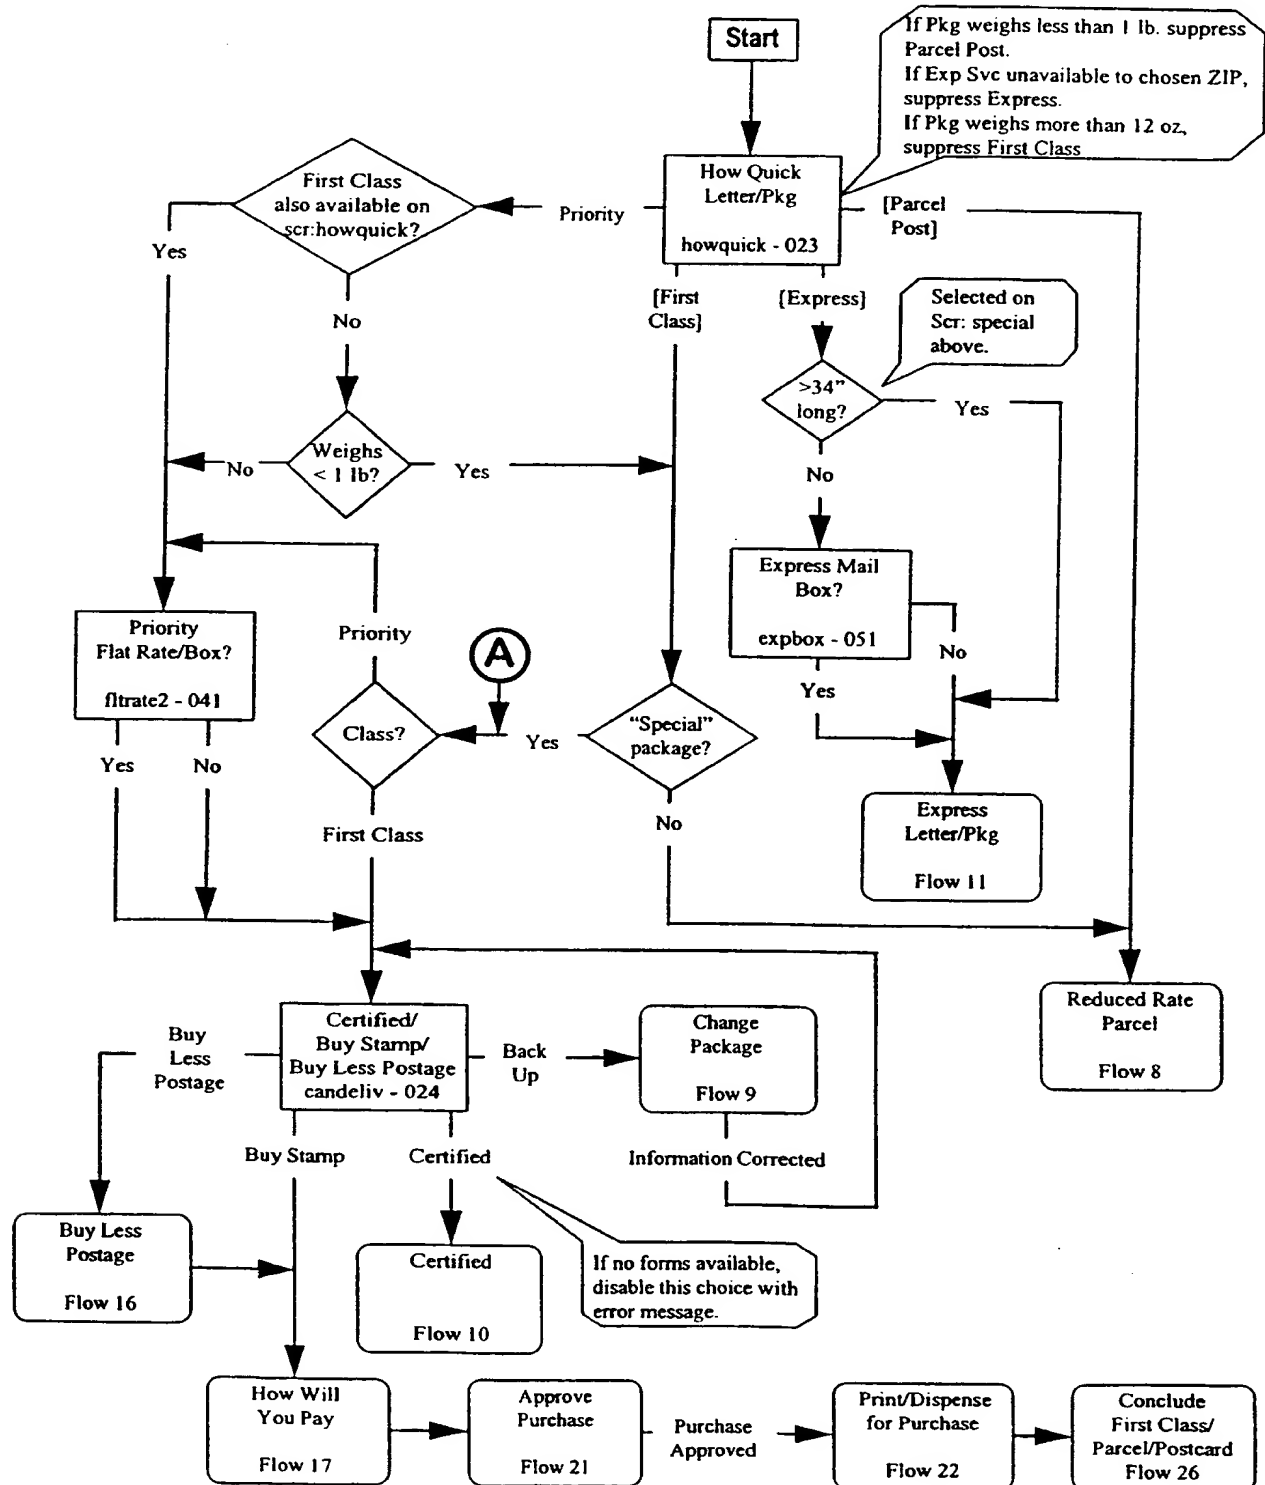 Start
If Pkg weighs less than 1 lb. suppress
Parcel Post.
If Exp Svc unavailable to chosen ZIP,
suppress Express.
If Pkg weighs more than 12 oz,
suppress First Class
How Quick
Letter/Pkg
howquick - 023
First Class
also available on
scr:howquick?
Priority
[Parcel
Post]
Yes
No
[First
Class]
[Express]
Selected on
Scr: special
above.
>34"
long?
Yes
Weighs
< 1 lb?
No
Yes
No
Express Mail
Box?
expbox - 051
No
Yes
Priority
Flat Rate/Box?
fltrate2 - 041
Priority
A
Class?
Yes
"Special"
package?
Yes
No
First Class
No
Express
Letter/Pkg
Flow 11
Reduced Rate
Parcel
Flow 8
Buy
Less
Postage
Certified/
Buy Stamp/
Buy Less Postage
candeliv - 024
Back
Up
Change
Package
Flow 9
Buy Stamp
Certified
Information Corrected
Buy Less
Postage
Flow 16
Certified
Flow 10
If no forms available,
disable this choice with
error message.
How Will
You Pay
Flow 17
Approve
Purchase
Flow 21
Purchase
Approved
Print/Dispense
for Purchase
Flow 22
Conclude
First Class/
Parcel/Postcard
Flow 26